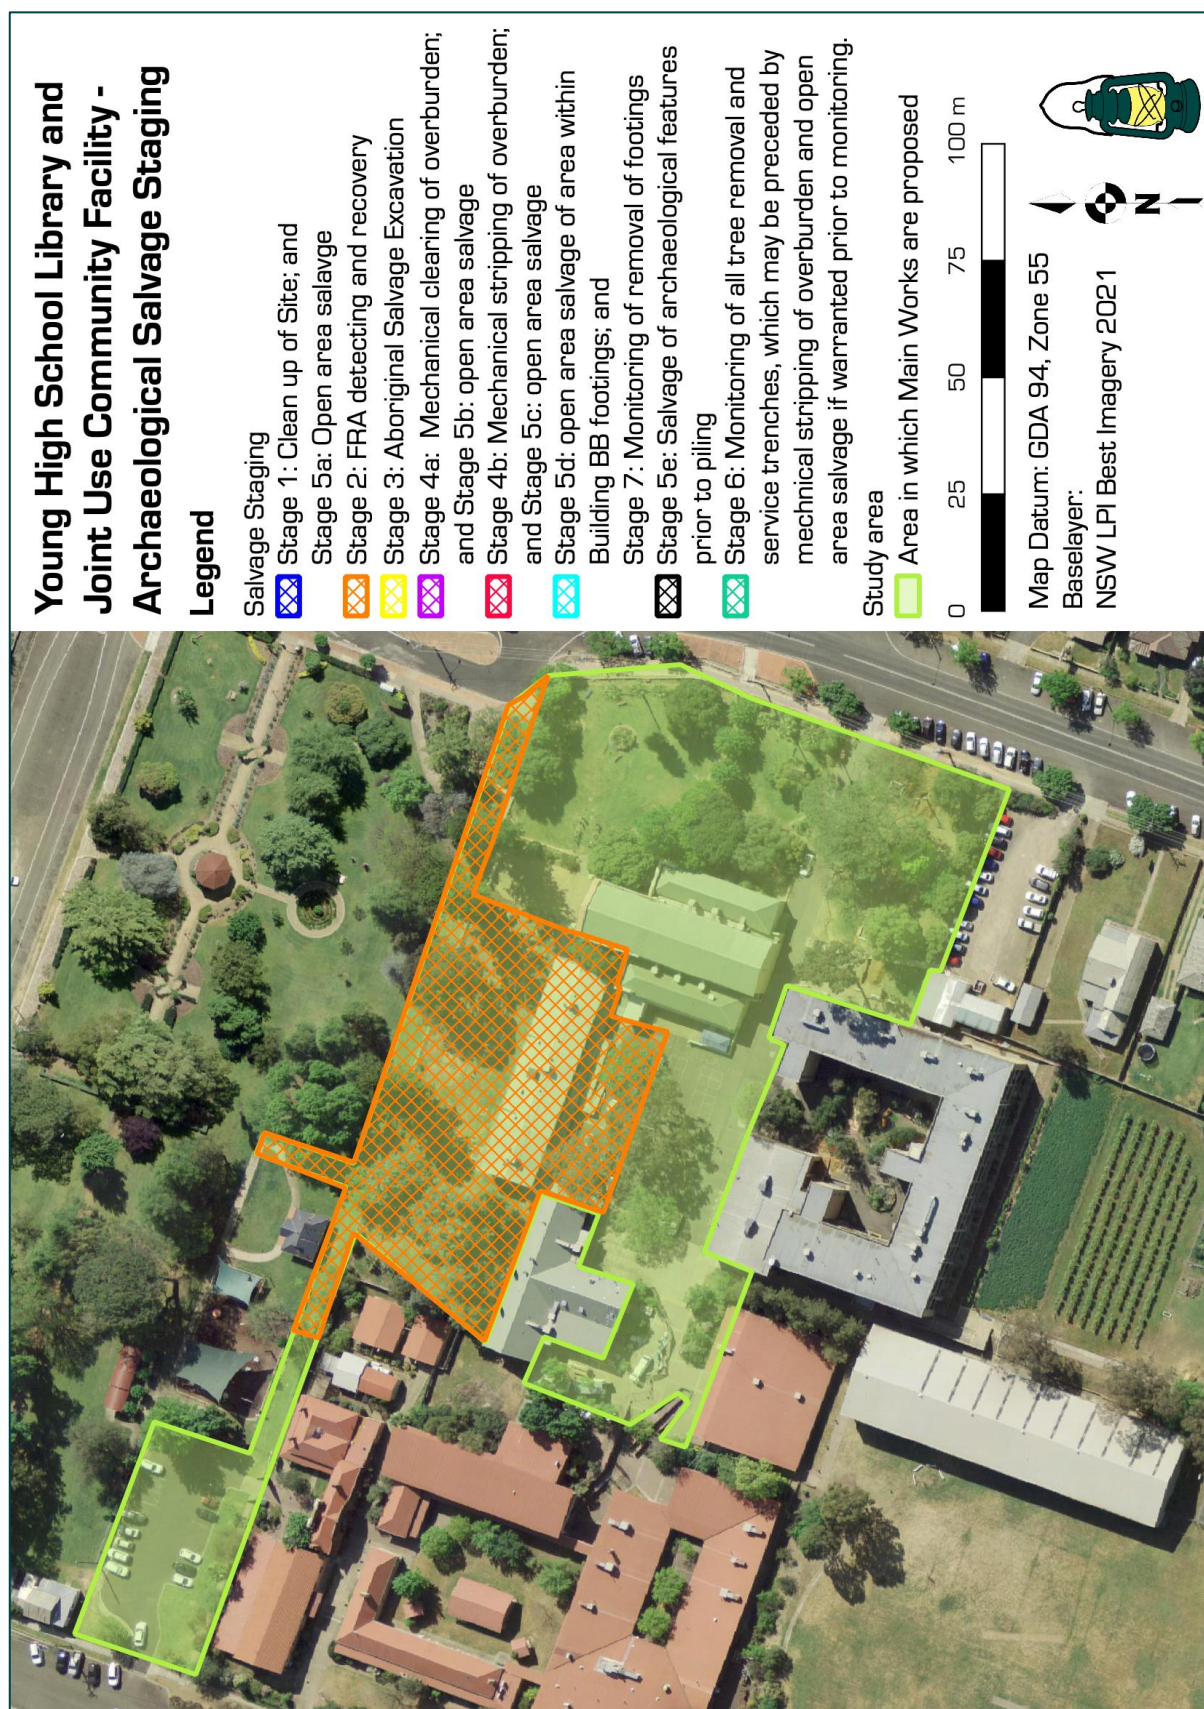 Young High School Library and
Joint Use Community Facility -
Archaeological Salvage Staging
Legend
Salvage Staging
Stage 1: Clean up of Site; and
Stage 5a: Open area salavge
Stage 2: FRA detecting and recovery
Stage 3: Aboriginal Salvage Excavation
Stage 4a: Mechanical clearing of overburden;
and Stage 5b: open area salvage
Stage 4b: Mechanical stripping of overburden;
and Stage 5c: open area salvage
Stage 5d: open area salvage of area within
Building BB footings; and
Stage 7: Monitoring of removal of footings
Stage 5e: Salvage of archaeological features
prior to piling
Stage 6: Monitoring of all tree removal and
service trenches, which may be preceded by
mechnical stripping of overburden and open
area salvage if warranted prior to monitoring.
Study area
Area in which Main Works are proposed
0 25 50 75 100 m
Map Datum: GDA 94, Zone 55
Baselayer:
NSW LPI Best Imagery 2021
N